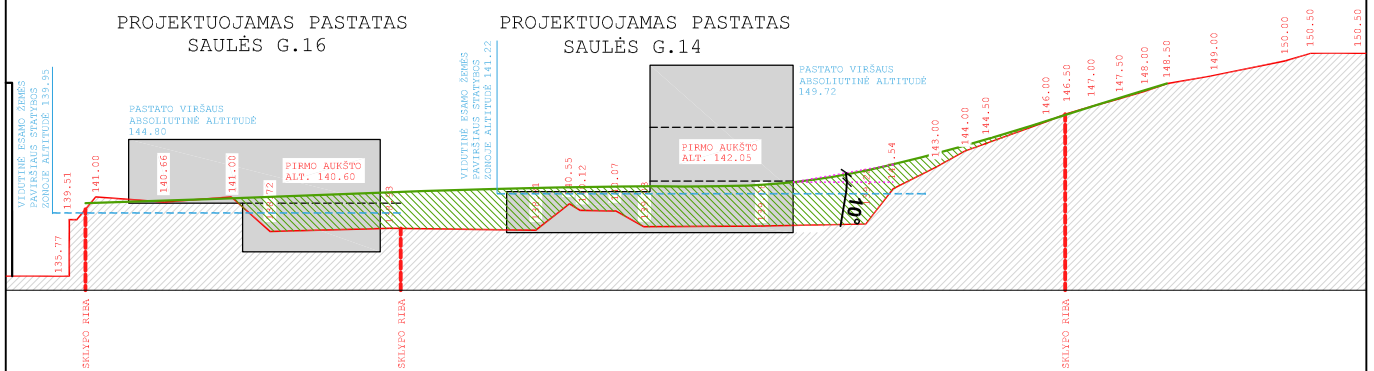 PROJEKTUOJAMAS PASTATAS
SAULĖS G.16
PROJEKTUOJAMAS PASTATAS
SAULĖS G.14
VIDUTINĖ ESAMO ŽEMĖS
PAVIRŠIAUS STATYBOS
ZONOJE ALTITUDĖ 139.95
PASTATO VIRŠAUS
ABSOLIUTINĖ ALTITUDĖ
144.80
PIRMO AUKŠTO
ALT. 140.60
VIDUTINĖ ESAMO ŽEMĖS
PAVIRŠIAUS STATYBOS
ZONOJE ALTITUDĖ 141.22
PASTATO VIRŠAUS
ABSOLIUTINĖ ALTITUDĖ
149.72
PIRMO AUKŠTO
ALT. 142.05
135.77
139.51
141.00
140.66
141.00
140.55
10°
143.00
144.00
144.50
146.00
146.50
147.00
147.50
148.00
148.50
149.00
150.00
150.50
150.50
SKLYPO RIBA
SKLYPO RIBA
SKLYPO RIBA